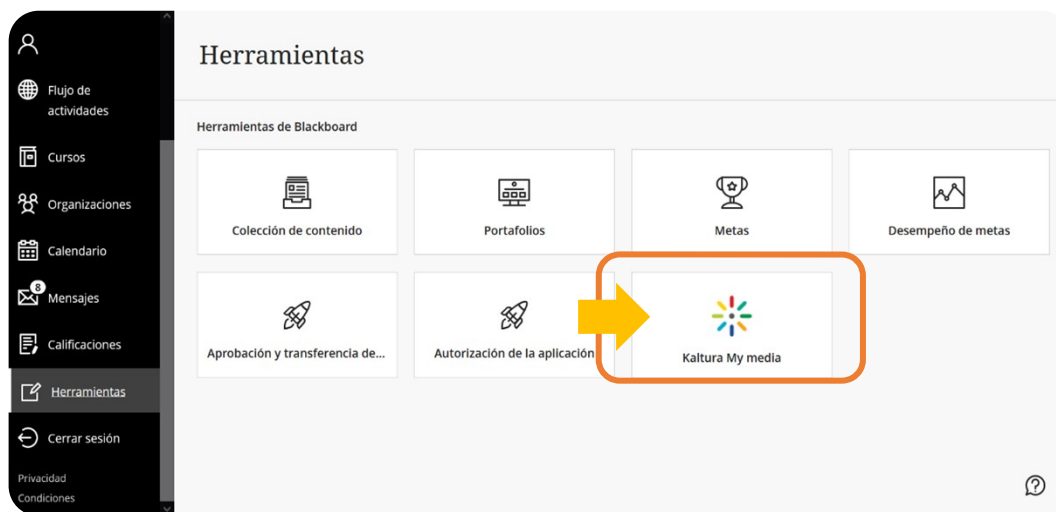 Herramientas
Flujo de
actividades
Cursos
Organizaciones
Calendario
8
Mensajes
Calificaciones
Herramientas
Cerrar sesión
Privacidad
Condiciones
Herramientas de Blackboard
Colección de contenido
Portafolios
Metas
Desempeño de metas
Aprobación y transferencia de...
Autorización de la aplicación
Kaltura My media